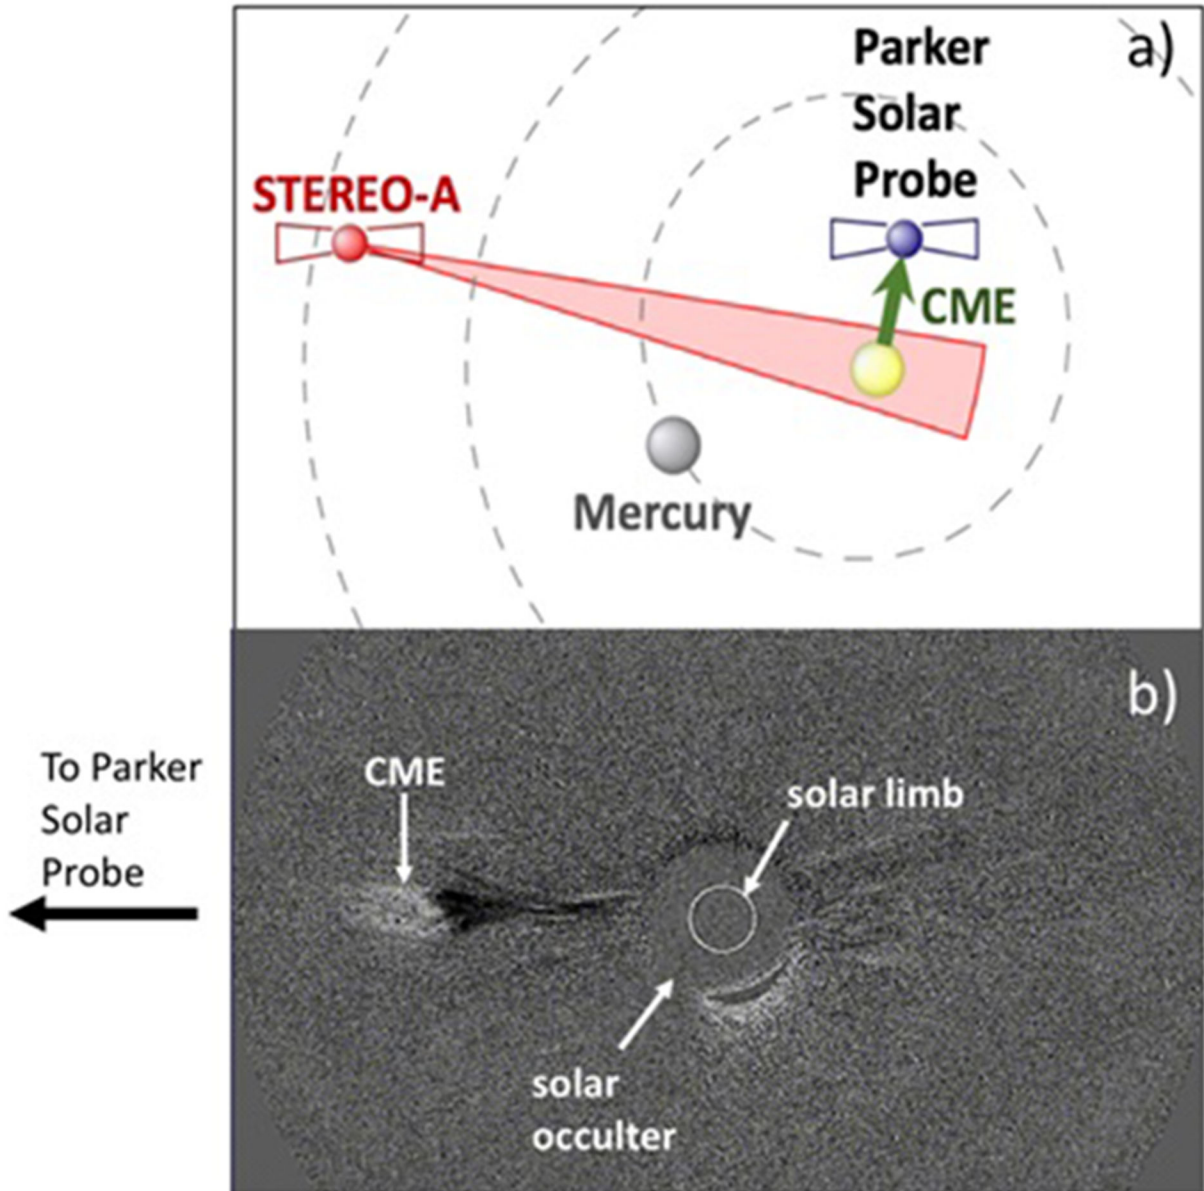 a)
Parker
Solar
Probe
STEREO-A
CME
Mercury
b)
To Parker
Solar
Probe
CME
solar limb
solar
occulter